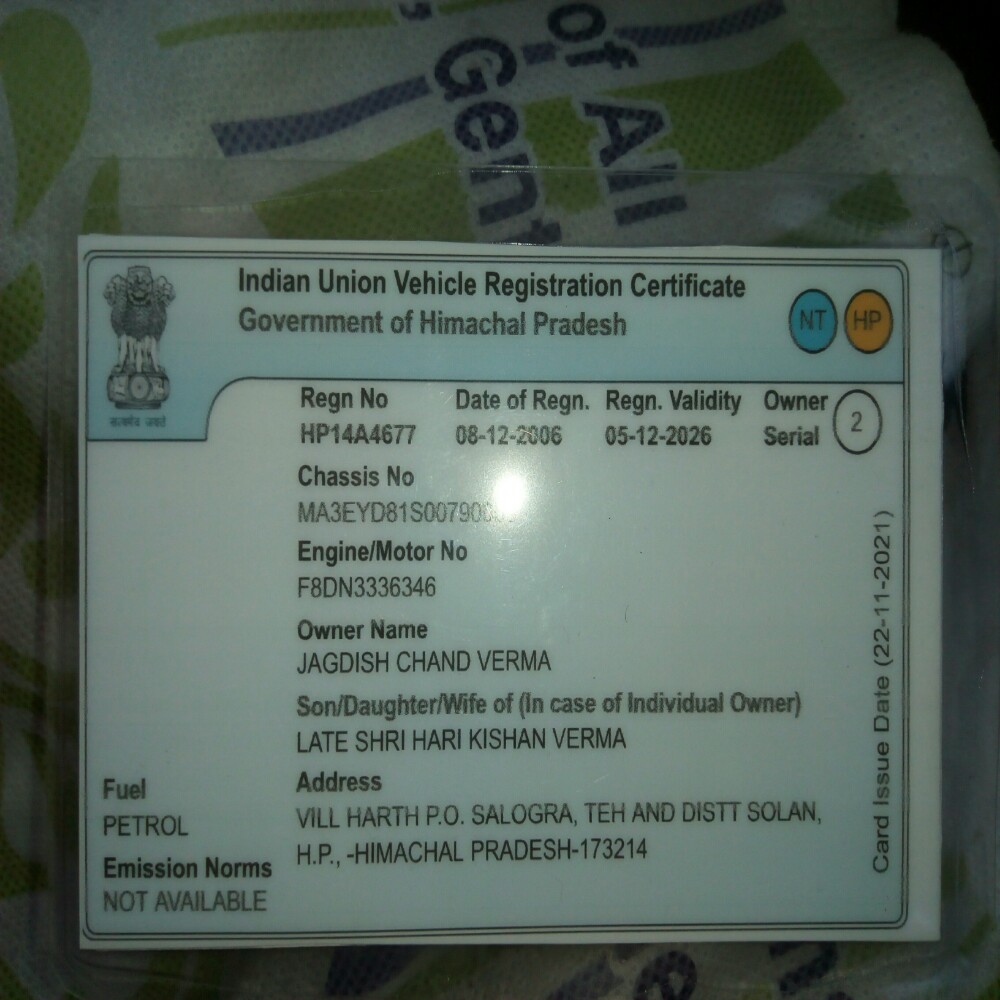 of All
Gent
Indian Union Vehicle Registration Certificate
Government of Himachal Pradesh
NT HP
सत्यमेव जयते
Regn No Date of Regn. Regn. Validity Owner Serial 2
HP14A4677 08-12-2006 05-12-2026
Chassis No
Engine/Motor No
F8DN3336346
Owner Name
JAGDISH CHAND VERMA
Son/Daughter/Wife of (In case of Individual Owner)
LATE SHRI HARI KISHAN VERMA
Address
VILL HARTH P.O. SALOGRA, TEH AND DISTT SOLAN,
H.P., -HIMACHAL PRADESH-173214
Fuel
PETROL
Emission Norms
NOT AVAILABLE
Card Issue Date (22-11-2021)